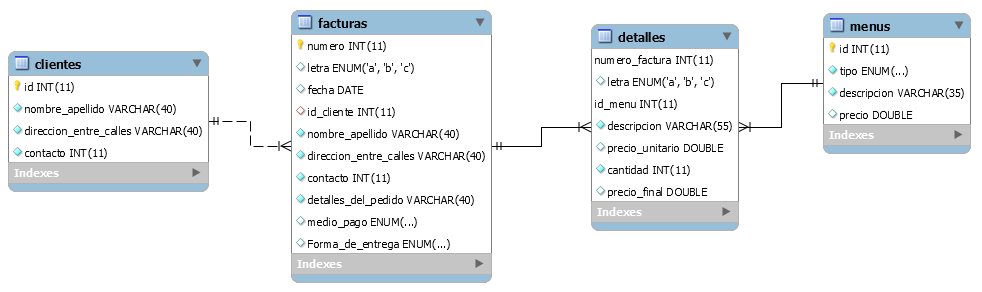 clientes
id INT(11)
nombre_apellido VARCHAR(40)
direccion_entre_calles VARCHAR(40)
contacto INT(11)
Indexes
facturas
numero INT(11)
letra ENUM('a', 'b', 'c')
fecha DATE
id_cliente INT(11)
nombre_apellido VARCHAR(40)
direccion_entre_calles VARCHAR(40)
contacto INT(11)
detalles_del_pedido VARCHAR(40)
medio_pago ENUM(...)
Forma_de_entrega ENUM(...)
Indexes
detalles
numero_factura INT(11)
letra ENUM('a', 'b', 'c')
id_menu INT(11)
descripcion VARCHAR(55)
precio_unitario DOUBLE
cantidad INT(11)
precio_final DOUBLE
Indexes
menus
id INT(11)
tipo ENUM(...)
descripcion VARCHAR(35)
precio DOUBLE
Indexes